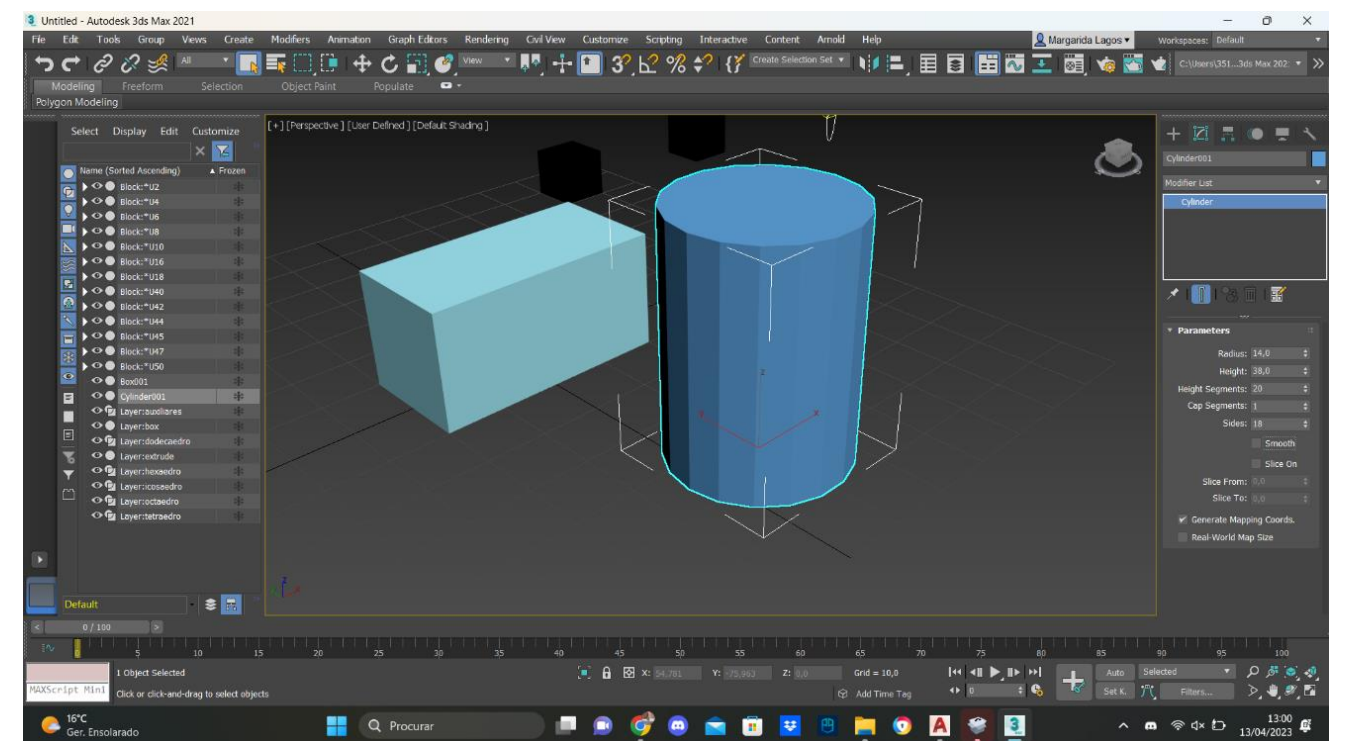 Untitled - Autodesk 3ds Max 2021
File Edit Tools Group Views Create Modifiers Animation Graph Editors Rendering Civil View Customize Scripting Interactive Content Arnold Help Margarida Lagos Workspaces: Default
All View Create Selection Set C:\Users\351...3ds Max 202:
Modeling Freeform Selection Object Paint Populate
Polygon Modeling
Select Display Edit Customize
[+] [Perspective ] [User Defined ] [Default Shading ]
Name (Sorted Ascending) Frozen
Block:*U2
Block:*U4
Block:*U6
Block:*U8
Block:*U10
Block:*U16
Block:*U18
Block:*U40
Block:*U42
Block:*U44
Block:*U45
Block:*U47
Block:*U50
Box001
Cylinder001
Layer:auxiliares
Layer:box
Layer:dodecaedro
Layer:extrude
Layer:hexaedro
Layer:icosaedro
Layer:octaedro
Layer:tetraedro
Default
z
x
z
Cylinder001
Modifier List
Cylinder
Parameters
Radius: 14,0
Height: 38,0
Height Segments: 20
Cap Segments: 1
Sides: 18
Smooth
Slice On
Slice From: 0,0
Slice To: 0,0
Generate Mapping Coords.
Real-World Map Size
0 / 100
0 5 10 15 20 25 30 35 40 45 50 55 60 65 70 75 80 85 90 95 100
1 Object Selected X: 54,781 Y: -75,963 Z: 0,0 Grid = 10,0 Auto Selected
MAXScript Mini Click or click-and-drag to select objects Add Time Tag 0 Set K. Filters...
16°C
Ger. Ensolarado
Procurar
13:00
13/04/2023